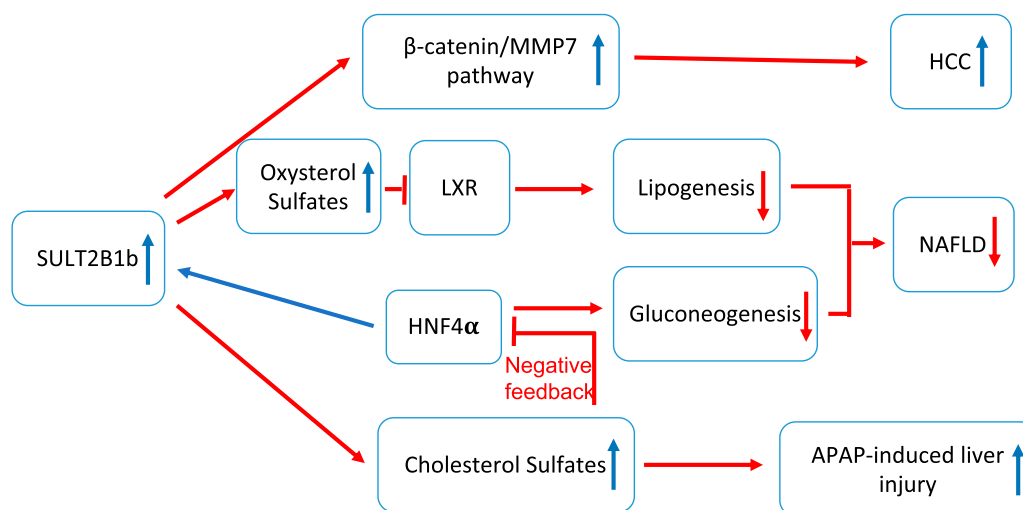 β-catenin/MMP7
pathway
HCC
Oxysterol
Sulfates
LXR
Lipogenesis
SULT2B1b
NAFLD
HNF4α
Gluconeogenesis
Negative
feedback
Cholesterol Sulfates
APAP-induced liver
injury